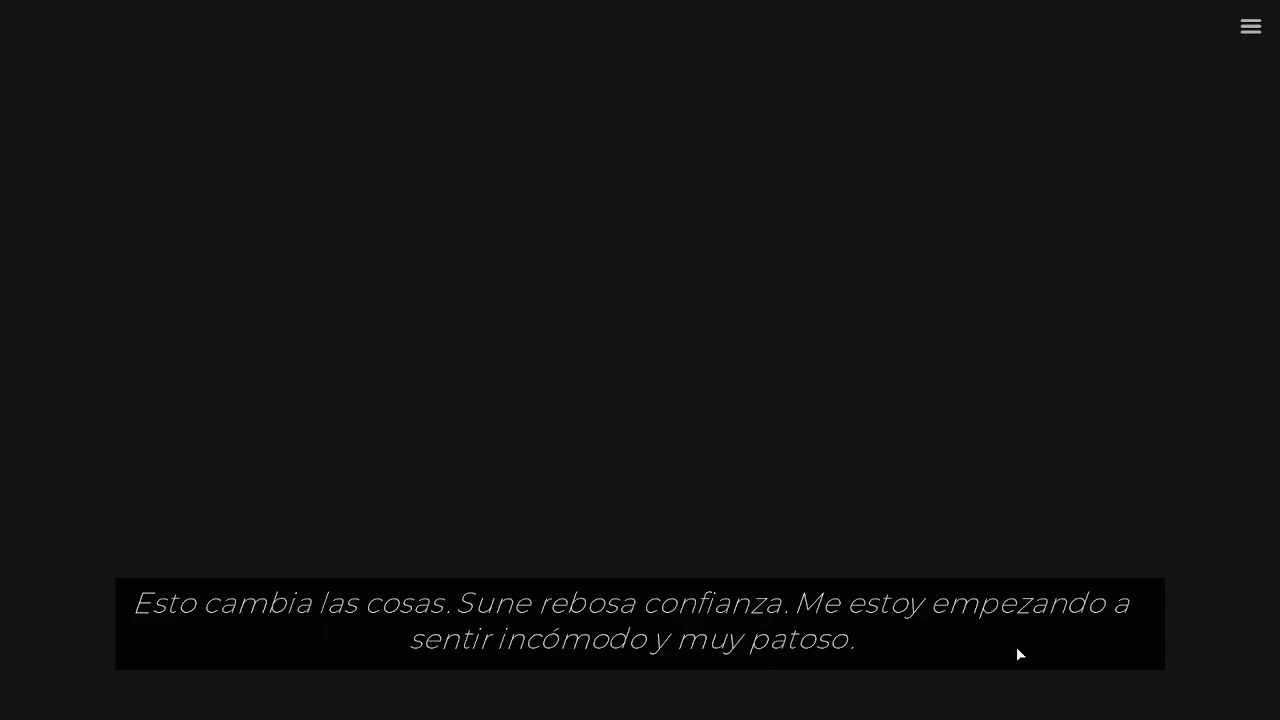 Esto cambia las cosas. Sune rebosa confianza. Me estoy empezando a
sentir incómodo y muy patoso.